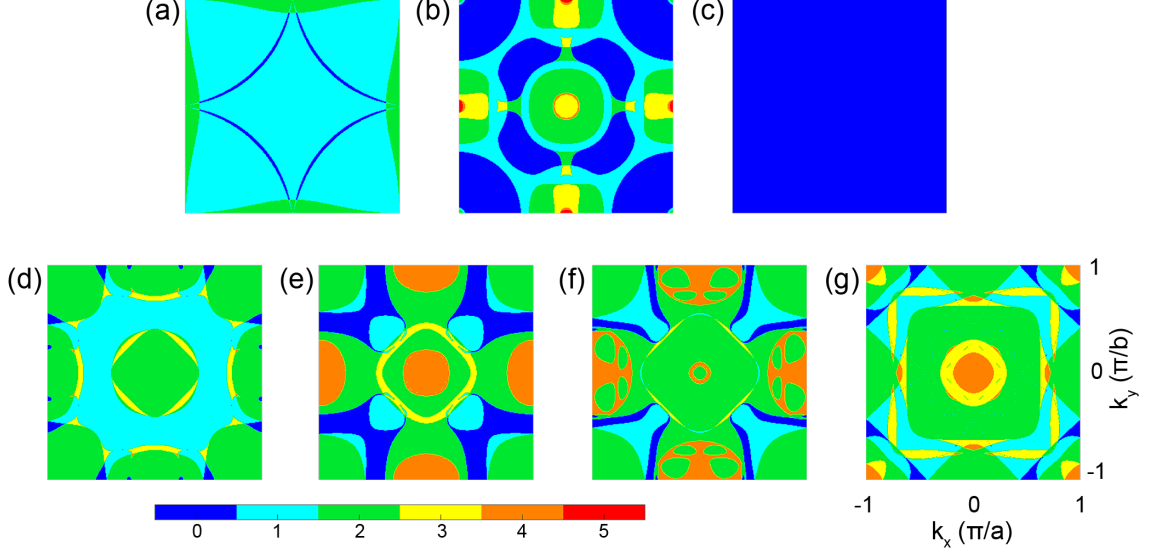 (a) (b) (c)
(d) (e) (f) (g)
1
0
-1
k_y (π/b)
-1 0 1
k_x (π/a)
0 1 2 3 4 5